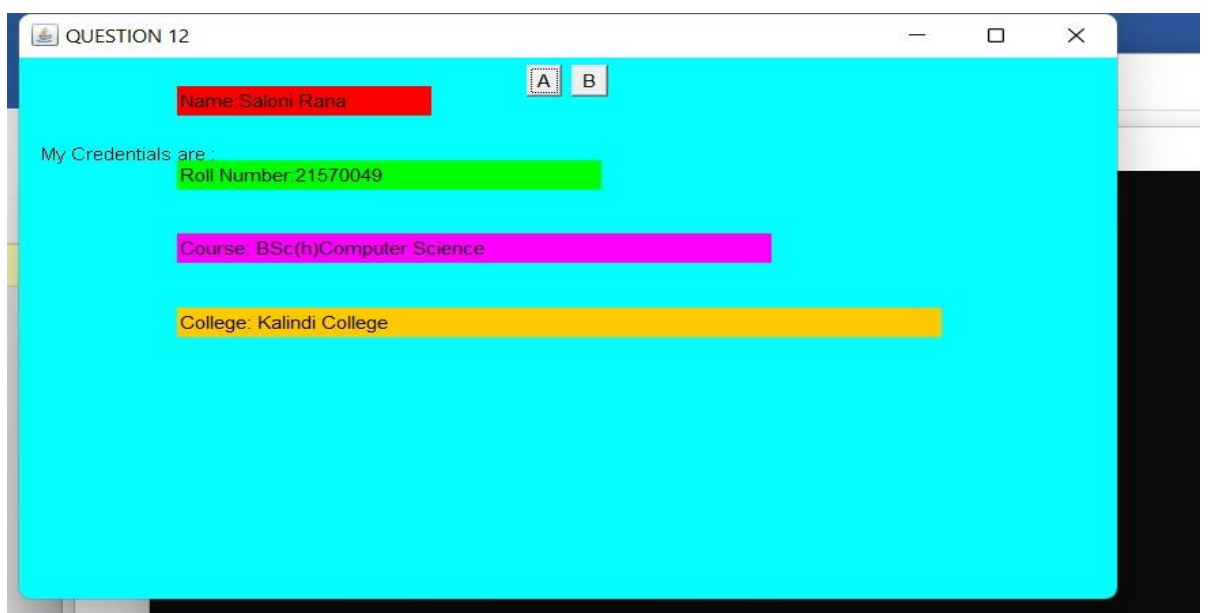 QUESTION 12
A B
Name:Saloni Rana
My Credentials are :
Roll Number:21570049
Course: BSc(h)Computer Science
College: Kalindi College